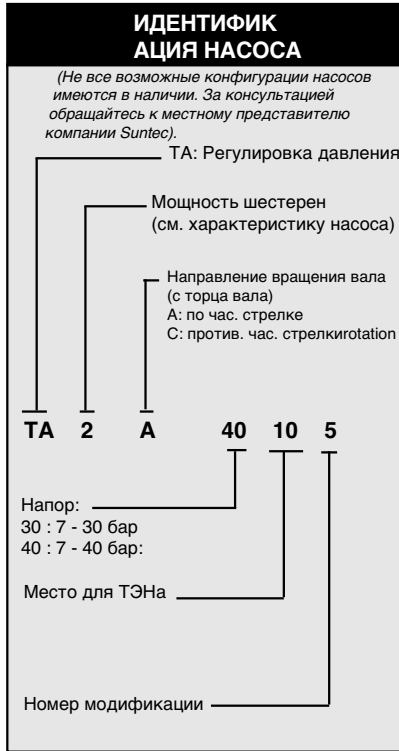 ИДЕНТИФИК
АЦИЯ НАСОСА
(Не все возможные конфигурации насосов
имеются в наличии. За консультацией
обращайтесь к местному представителю
компании Suntec).
ТА: Регулировка давления
Мощность шестерен
(см. характеристику насоса)
Направление вращения вала
(с торца вала)
А: по час. стрелке
С: против. час. стрелкиrotation
TA 2 A 40 10 5
Напор:
30 : 7 - 30 бар
40 : 7 - 40 бар:
Место для ТЭНа
Номер модификации